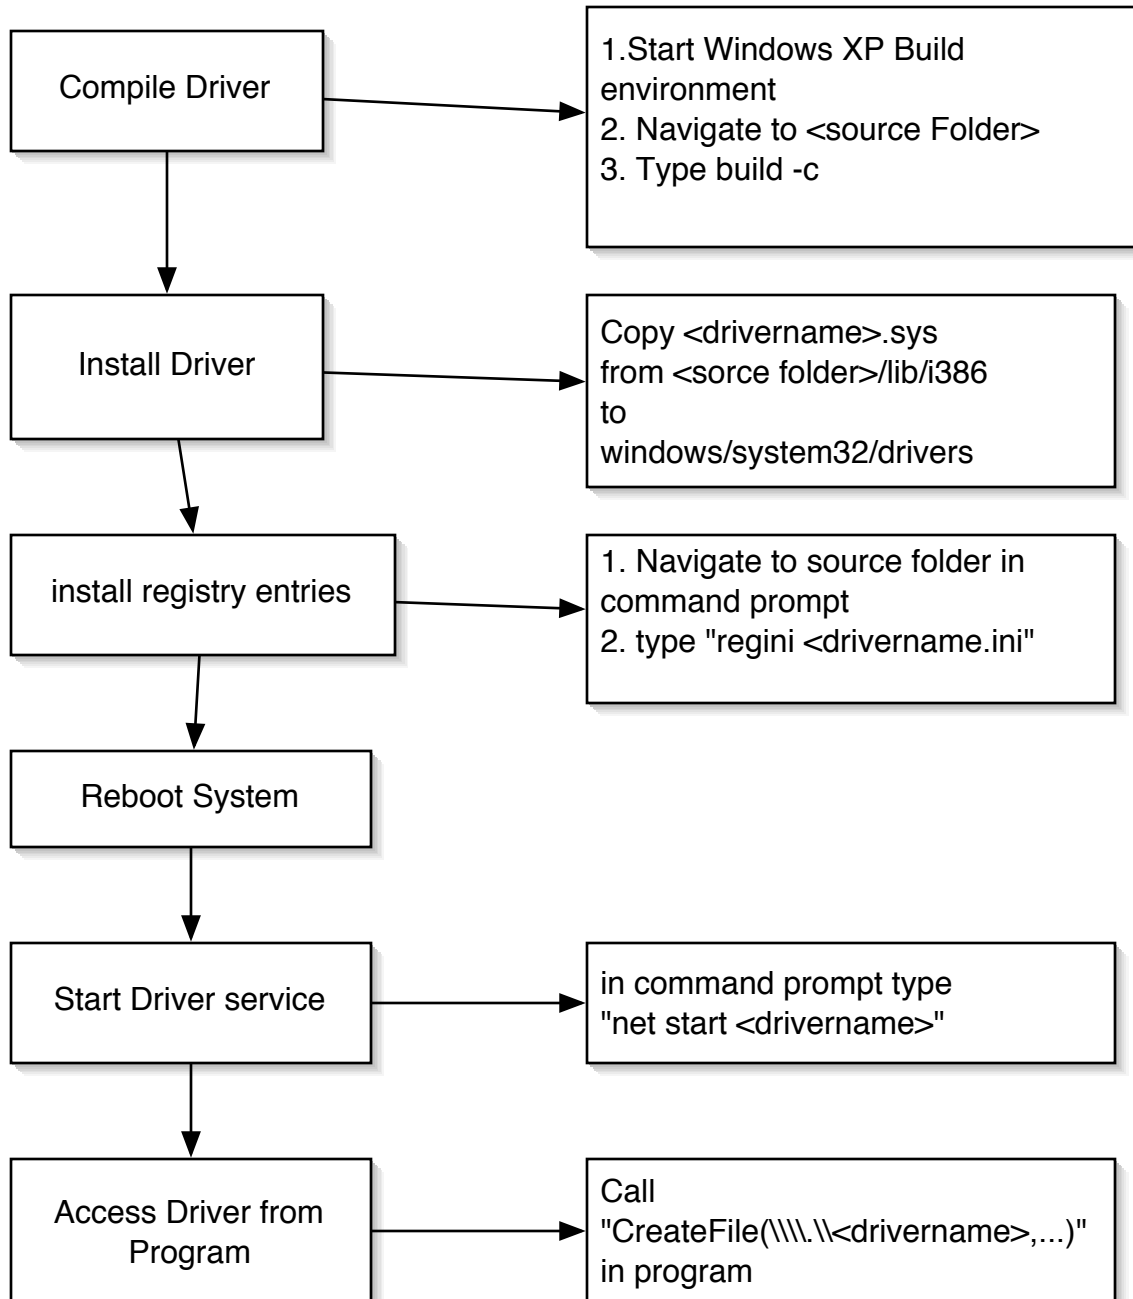 Compile Driver
1.Start Windows XP Build
environment
2. Navigate to <source Folder>
3. Type build -c
Install Driver
Copy <drivername>.sys
from <sorce folder>/lib/i386
to
windows/system32/drivers
install registry entries
1. Navigate to source folder in
command prompt
2. type "regini <drivername.ini"
Reboot System
Start Driver service
in command prompt type
"net start <drivername>"
Access Driver from
Program
Call
"CreateFile(\\\\.\\<drivername>,...)"
in program